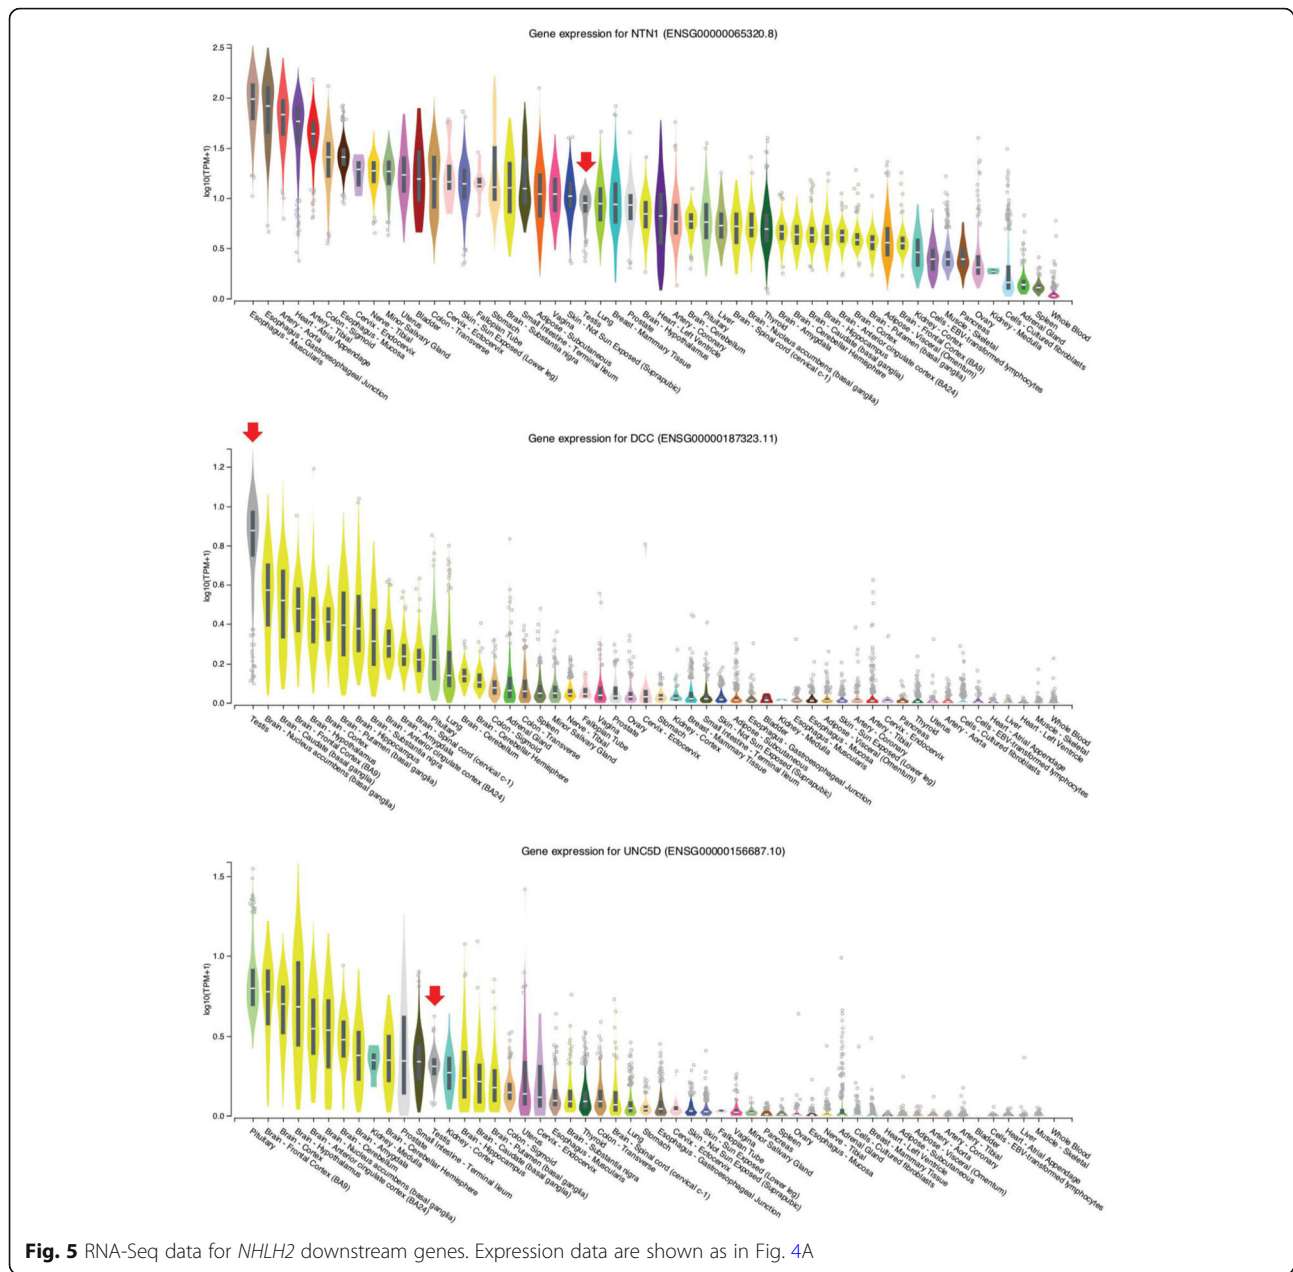 Gene expression for NTN1 (ENSG00000065320.8)
2.5
2.0
1.5
1.0
0.5
0.0
log10(TPM+1)
Esophagus - Muscularis
Esophagus - Gastroesophageal Junction
Artery - Aorta
Heart - Atrial Appendage
Artery - Tibial
Colon - Sigmoid
Esophagus - Mucosa
Cervix - Endocervix
Nerve - Tibial
Minor Salivary Gland
Uterus
Bladder
Colon - Transverse
Cervix - Ectocervix
Skin - Sun Exposed (Lower leg)
Fallopian Tube
Stomach
Brain - Substantia nigra
Small Intestine - Terminal Ileum
Adipose - Subcutaneous
Vagina
Skin - Not Sun Exposed (Suprapubic)
Testis
Lung
Breast - Mammary Tissue
Prostate
Brain - Hypothalamus
Heart - Left Ventricle
Artery - Coronary
Brain - Cerebellum
Pituitary
Liver
Brain - Spinal cord (cervical c-1)
Brain - Nucleus accumbens (basal ganglia)
Thyroid
Brain - Amygdala
Brain - Cerebellar Hemisphere
Brain - Caudate (basal ganglia)
Brain - Hippocampus
Brain - Anterior cingulate cortex (BA24)
Brain - Cortex
Brain - Putamen (basal ganglia)
Adipose - Visceral (Omentum)
Brain - Frontal Cortex (BA9)
Kidney - Cortex
Cells - EBV-transformed lymphocytes
Muscle - Skeletal
Pancreas
Ovary
Kidney - Medulla
Cells - Cultured fibroblasts
Adrenal Gland
Spleen
Whole Blood
Gene expression for DCC (ENSG00000187323.11)
1.2
1.0
0.8
0.6
0.4
0.2
0.0
log10(TPM+1)
Testis
Brain - Nucleus accumbens (basal ganglia)
Brain - Caudate (basal ganglia)
Brain - Frontal Cortex (BA9)
Brain - Hypothalamus
Brain - Cortex
Brain - Putamen (basal ganglia)
Brain - Hippocampus
Brain - Substantia nigra
Brain - Anterior cingulate cortex (BA24)
Brain - Amygdala
Brain - Spinal cord (cervical c-1)
Pituitary
Lung
Brain - Cerebellum
Brain - Cerebellar Hemisphere
Colon - Sigmoid
Adrenal Gland
Colon - Transverse
Spleen
Minor Salivary Gland
Nerve - Tibial
Fallopian Tube
Vagina
Prostate
Ovary
Cervix - Ectocervix
Stomach
Kidney - Cortex
Breast - Mammary Tissue
Small Intestine - Terminal Ileum
Skin - Not Sun Exposed (Suprapubic)
Adipose - Subcutaneous
Esophagus - Gastroesophageal Junction
Bladder
Kidney - Medulla
Esophagus - Muscularis
Esophagus - Mucosa
Adipose - Visceral (Omentum)
Skin - Sun Exposed (Lower leg)
Artery - Coronary
Artery - Tibial
Cervix - Endocervix
Pancreas
Thyroid
Uterus
Artery - Aorta
Cells - Cultured fibroblasts
Cells - EBV-transformed lymphocytes
Heart - Atrial Appendage
Liver
Heart - Left Ventricle
Muscle - Skeletal
Whole Blood
Gene expression for UNC5D (ENSG00000156687.10)
1.5
1.0
0.5
0.0
log10(TPM+1)
Pituitary
Brain - Frontal Cortex (BA9)
Brain - Cortex
Brain - Hypothalamus
Brain - Anterior cingulate cortex (BA24)
Brain - Nucleus accumbens (basal ganglia)
Brain - Cerebellum
Brain - Amygdala
Kidney - Medulla
Brain - Cerebellar Hemisphere
Prostate
Small Intestine - Terminal Ileum
Testis
Kidney - Cortex
Brain - Hippocampus
Brain - Caudate (basal ganglia)
Brain - Putamen (basal ganglia)
Colon - Sigmoid
Uterus
Cervix - Endocervix
Esophagus - Muscularis
Brain - Substantia nigra
Thyroid
Colon - Transverse
Brain - Spinal cord (cervical c-1)
Lung
Stomach
Esophagus - Gastroesophageal Junction
Cervix - Ectocervix
Skin - Not Sun Exposed (Suprapubic)
Skin - Sun Exposed (Lower leg)
Fallopian Tube
Vagina
Minor Salivary Gland
Pancreas
Spleen
Ovary
Esophagus - Mucosa
Nerve - Tibial
Adrenal Gland
Cells - Cultured fibroblasts
Breast - Mammary Tissue
Heart - Left Ventricle
Adipose - Subcutaneous
Adipose - Visceral (Omentum)
Artery - Aorta
Artery - Coronary
Artery - Tibial
Bladder
Cells - EBV-transformed lymphocytes
Heart - Atrial Appendage
Liver
Muscle - Skeletal
Whole Blood
Fig. 5 RNA-Seq data for NHLH2 downstream genes. Expression data are shown as in Fig. 4A